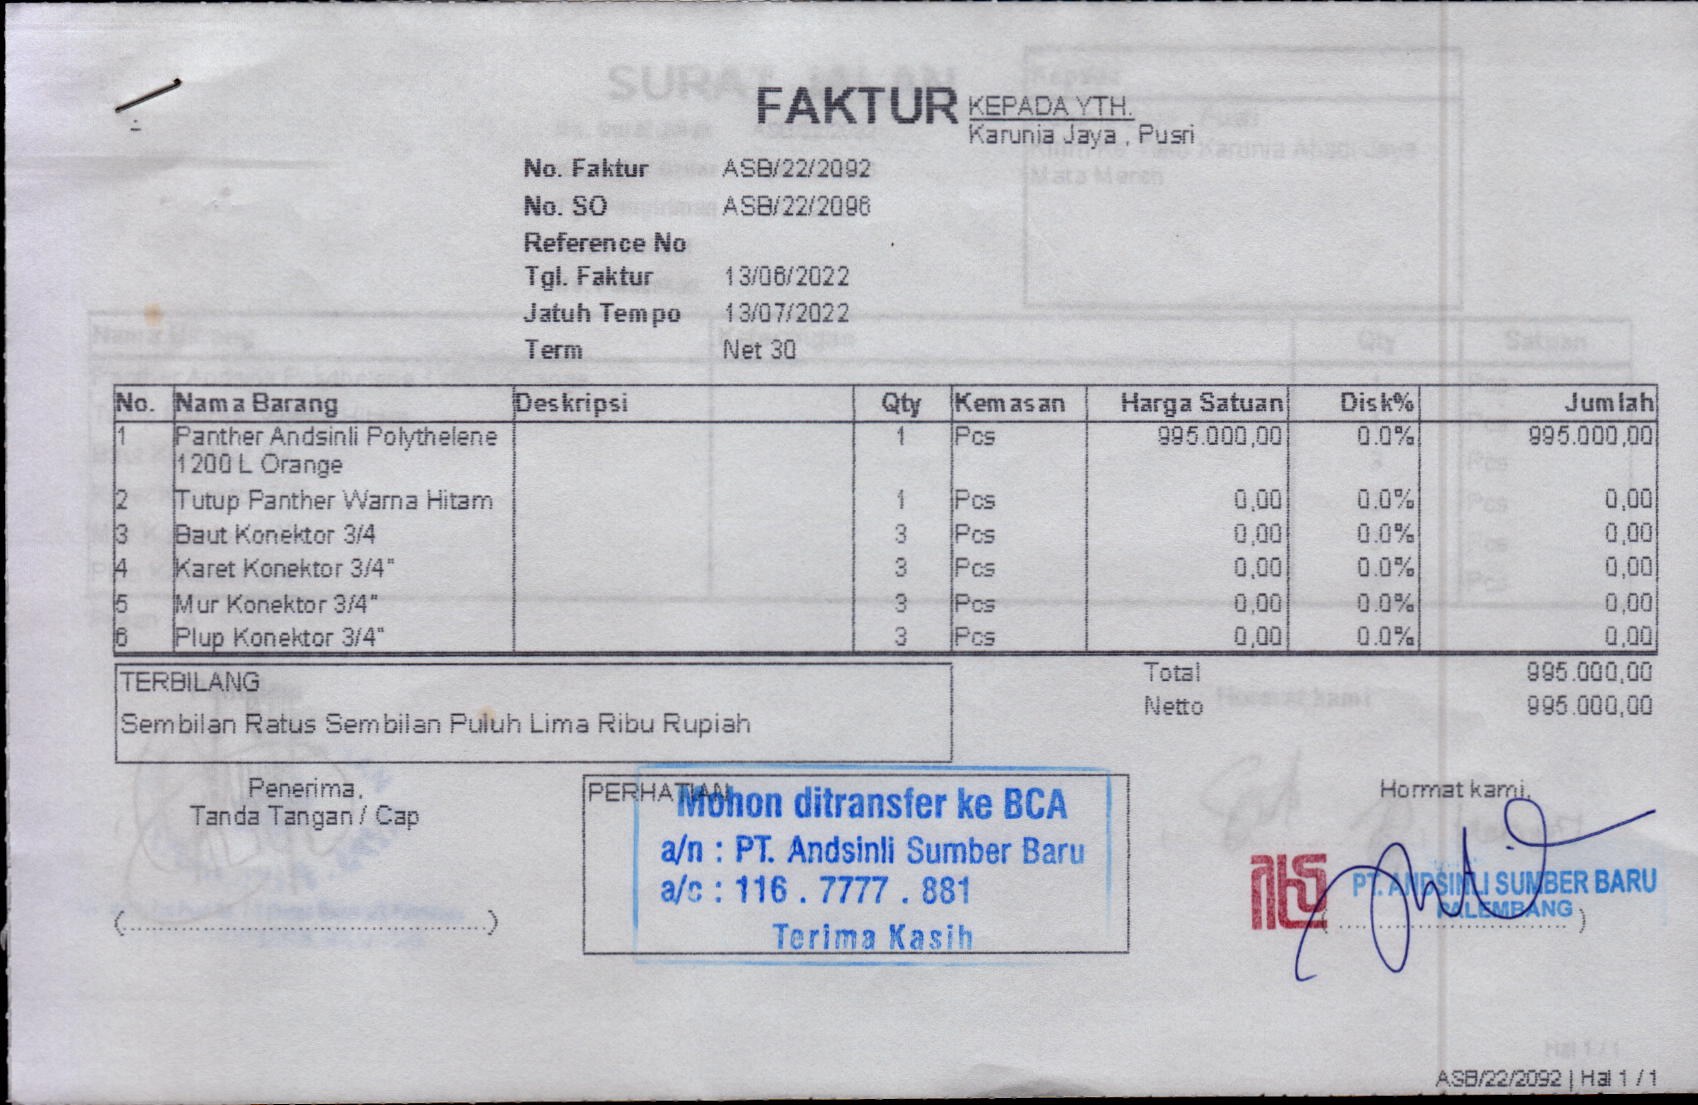 FAKTUR
KEPADA YTH.
Karunia Jaya , Pusri
No. Faktur ASB/22/2092
No. SO ASB/22/2096
Reference No
Tgl. Faktur 13/06/2022
Jatuh Tempo 13/07/2022
Term Net 30
No. Nama Barang Deskripsi Qty Kemasan Harga Satuan Disk% Jumlah
1 Panther Andsinli Polythelene 1 Pcs 995.000,00 0.0% 995.000,00
1200 L Orange
2 Tutup Panther Warna Hitam 1 Pcs 0,00 0.0% 0,00
3 Baut Konektor 3/4 3 Pcs 0,00 0.0% 0,00
4 Karet Konektor 3/4" 3 Pcs 0,00 0.0% 0,00
5 Mur Konektor 3/4" 3 Pcs 0,00 0.0% 0,00
6 Plup Konektor 3/4" 3 Pcs 0,00 0.0% 0,00
TERBILANG
Sembilan Ratus Sembilan Puluh Lima Ribu Rupiah
Total 995.000,00
Netto 995.000,00
Penerima,
Tanda Tangan / Cap
(......................................................)
PERHATIAN
Mohon ditransfer ke BCA
a/n : PT. Andsinli Sumber Baru
a/c : 116 . 7777 . 881
Terima Kasih
Hormat kami,
PT. ANDSINLI SUMBER BARU
PALEMBANG
(..................................)
ASB/22/2092 | Hal 1 / 1